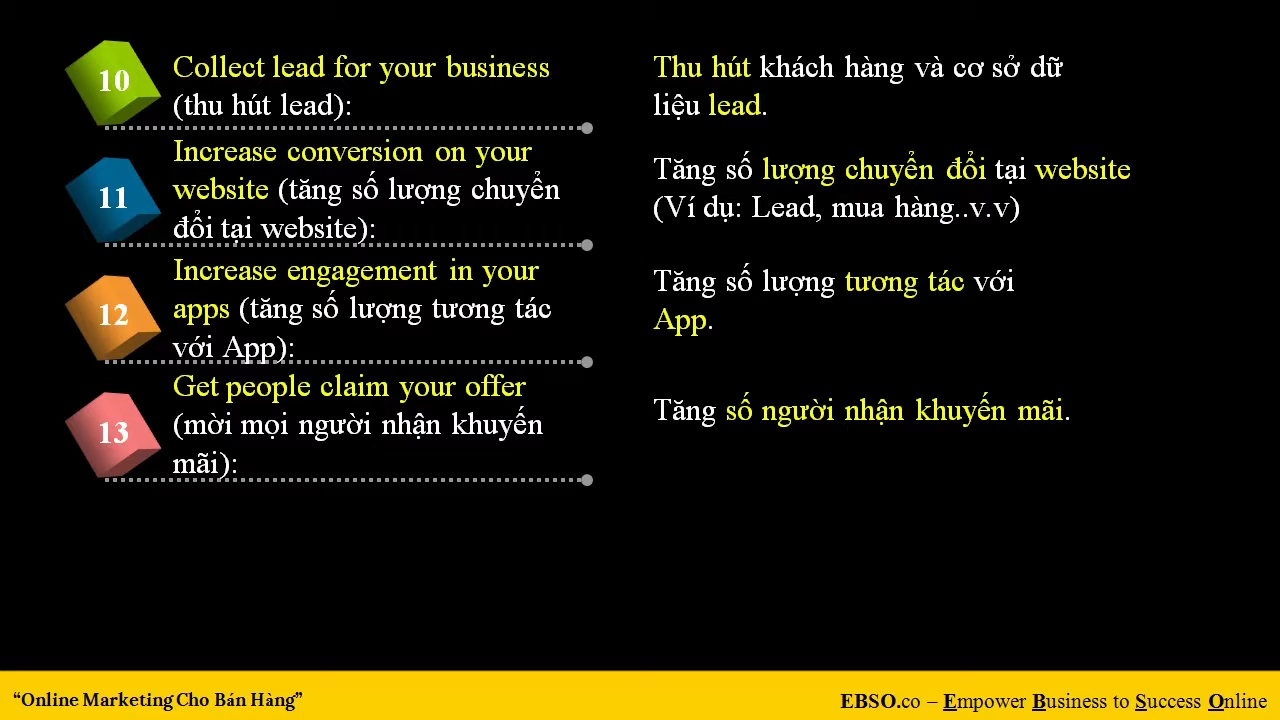 10
Collect lead for your business
(thu hút lead):
Thu hút khách hàng và cơ sở dữ
liệu lead.
11
Increase conversion on your
website (tăng số lượng chuyển
đổi tại website):
Tăng số lượng chuyển đổi tại website
(Ví dụ: Lead, mua hàng..v.v)
12
Increase engagement in your
apps (tăng số lượng tương tác
với App):
Tăng số lượng tương tác với
App.
13
Get people claim your offer
(mời mọi người nhận khuyến
mãi):
Tăng số người nhận khuyến mãi.
“Online Marketing Cho Bán Hàng”
EBSO.co – Empower Business to Success Online